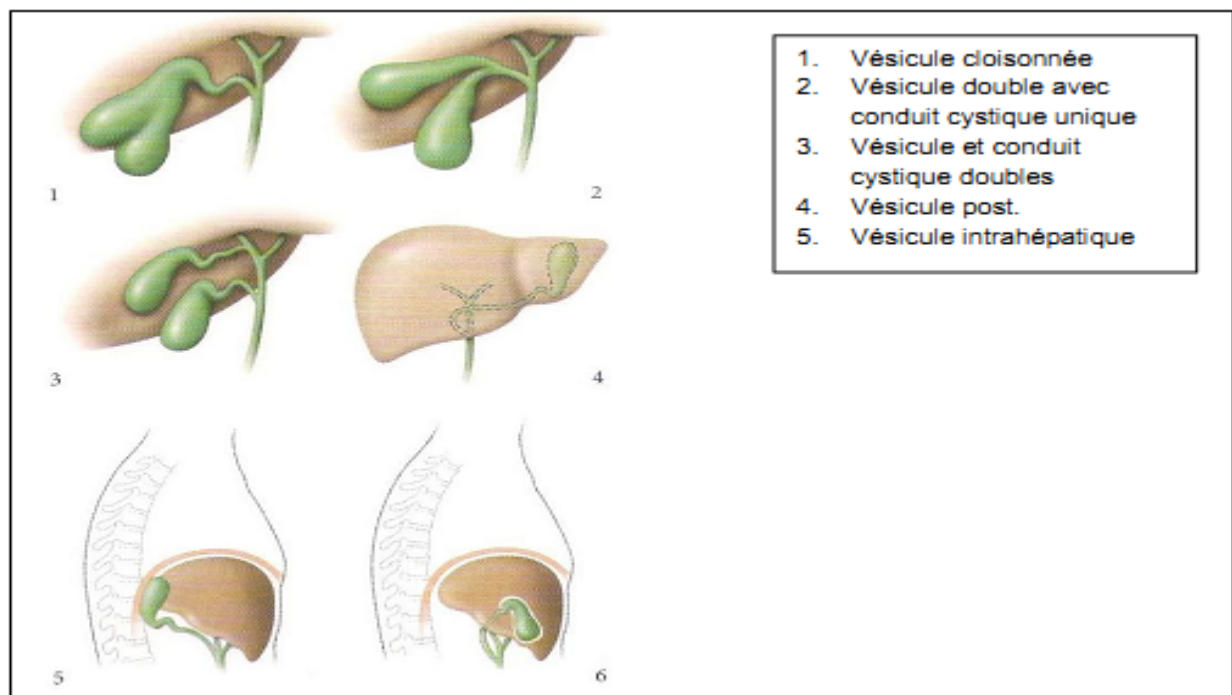 1. Vésicule cloisonnée
2. Vésicule double avec
conduit cystique unique
3. Vésicule et conduit
cystique doubles
4. Vésicule post.
5. Vésicule intrahépatique
1
2
3
4
5
6